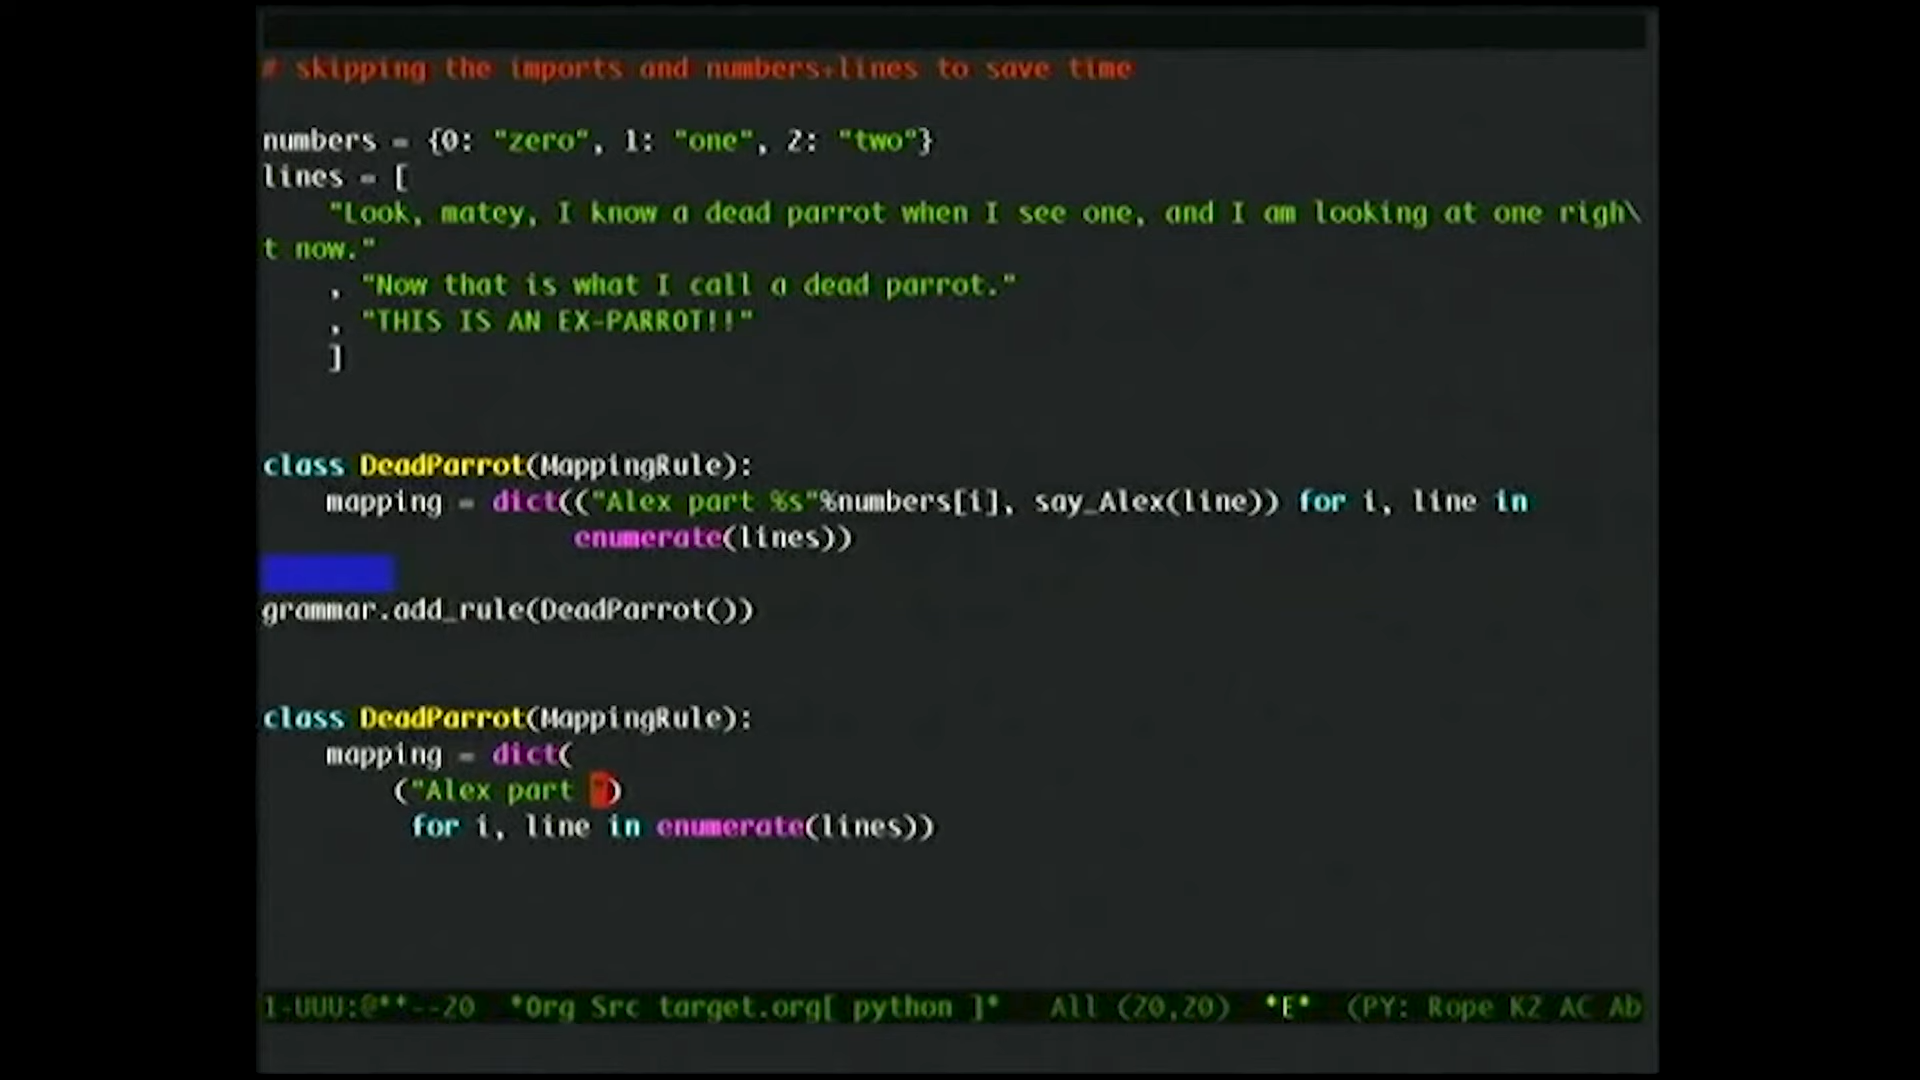 # skipping the imports and numbers+lines to save time
numbers = {0: "zero", 1: "one", 2: "two"}
lines = [
"Look, matey, I know a dead parrot when I see one, and I am looking at one righ\
t now."
, "Now that is what I call a dead parrot."
, "THIS IS AN EX-PARROT!!"
]
class DeadParrot(MappingRule):
mapping = dict(("Alex part %s"%numbers[i], say_Alex(line)) for i, line in
enumerate(lines))
grammar.add_rule(DeadParrot())
class DeadParrot(MappingRule):
mapping = dict(
("Alex part ")
for i, line in enumerate(lines))
1-UUU:@**--20 *Org Src target.org[ python ]* All (20,20) *E* (PY: Rope K2 AC Ab